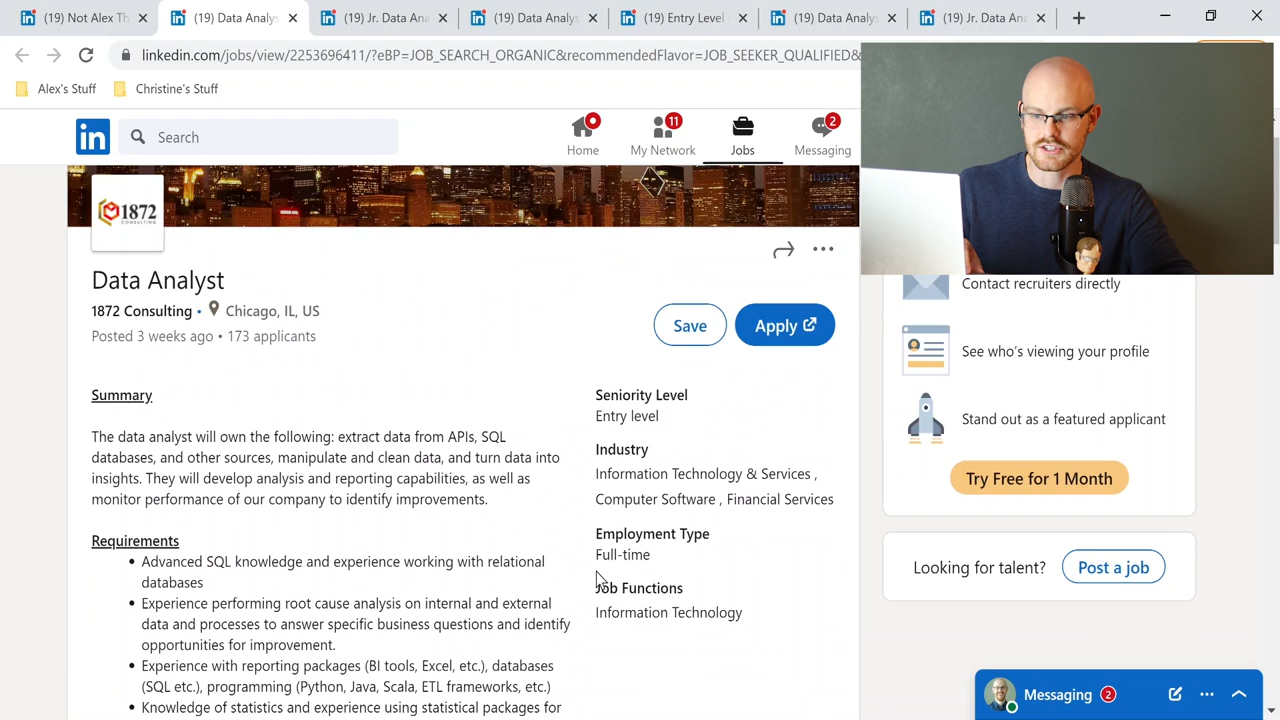 (19) Not Alex Th
(19) Data Analys
(19) Jr. Data Ana
(19) Data Analys
(19) Entry Level
(19) Data Analys
(19) Jr. Data Ana
linkedin.com/jobs/view/2253696411/?eBP=JOB_SEARCH_ORGANIC&recommendedFlavor=JOB_SEEKER_QUALIFIED&
Alex's Stuff
Christine's Stuff
in
Search
Home
11
My Network
Jobs
2
Messaging
1872
CONSULTING
Data Analyst
1872 Consulting • Chicago, IL, US
Posted 3 weeks ago • 173 applicants
Save
Apply
Summary
The data analyst will own the following: extract data from APIs, SQL
databases, and other sources, manipulate and clean data, and turn data into
insights. They will develop analysis and reporting capabilities, as well as
monitor performance of our company to identify improvements.
Requirements
• Advanced SQL knowledge and experience working with relational
databases
• Experience performing root cause analysis on internal and external
data and processes to answer specific business questions and identify
opportunities for improvement.
• Experience with reporting packages (BI tools, Excel, etc.), databases
(SQL etc.), programming (Python, Java, Scala, ETL frameworks, etc.)
• Knowledge of statistics and experience using statistical packages for
Seniority Level
Entry level
Industry
Information Technology & Services ,
Computer Software , Financial Services
Employment Type
Full-time
Job Functions
Information Technology
Contact recruiters directly
See who's viewing your profile
Stand out as a featured applicant
Try Free for 1 Month
Looking for talent?
Post a job
Messaging 2